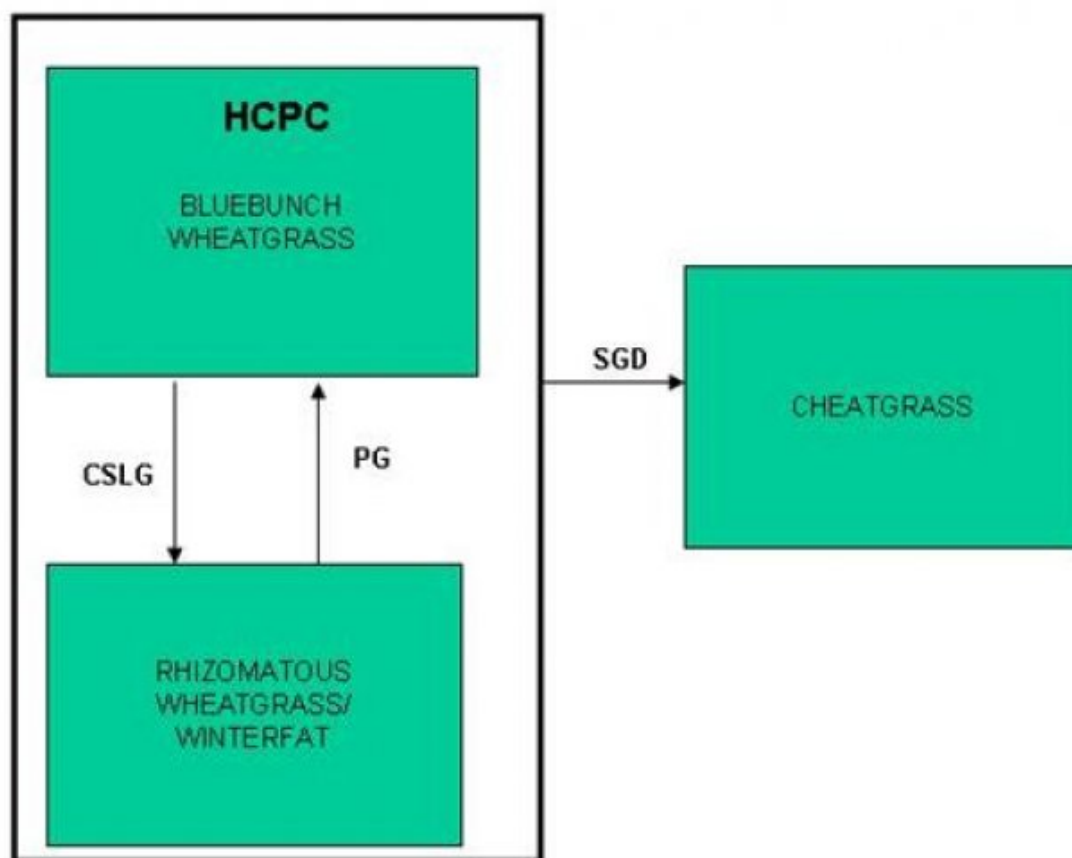 HCPC
BLUEBUNCH
WHEATGRASS
SGD
CHEATGRASS
CSLG
PG
RHIZOMATOUS
WHEATGRASS/
WINTERFAT